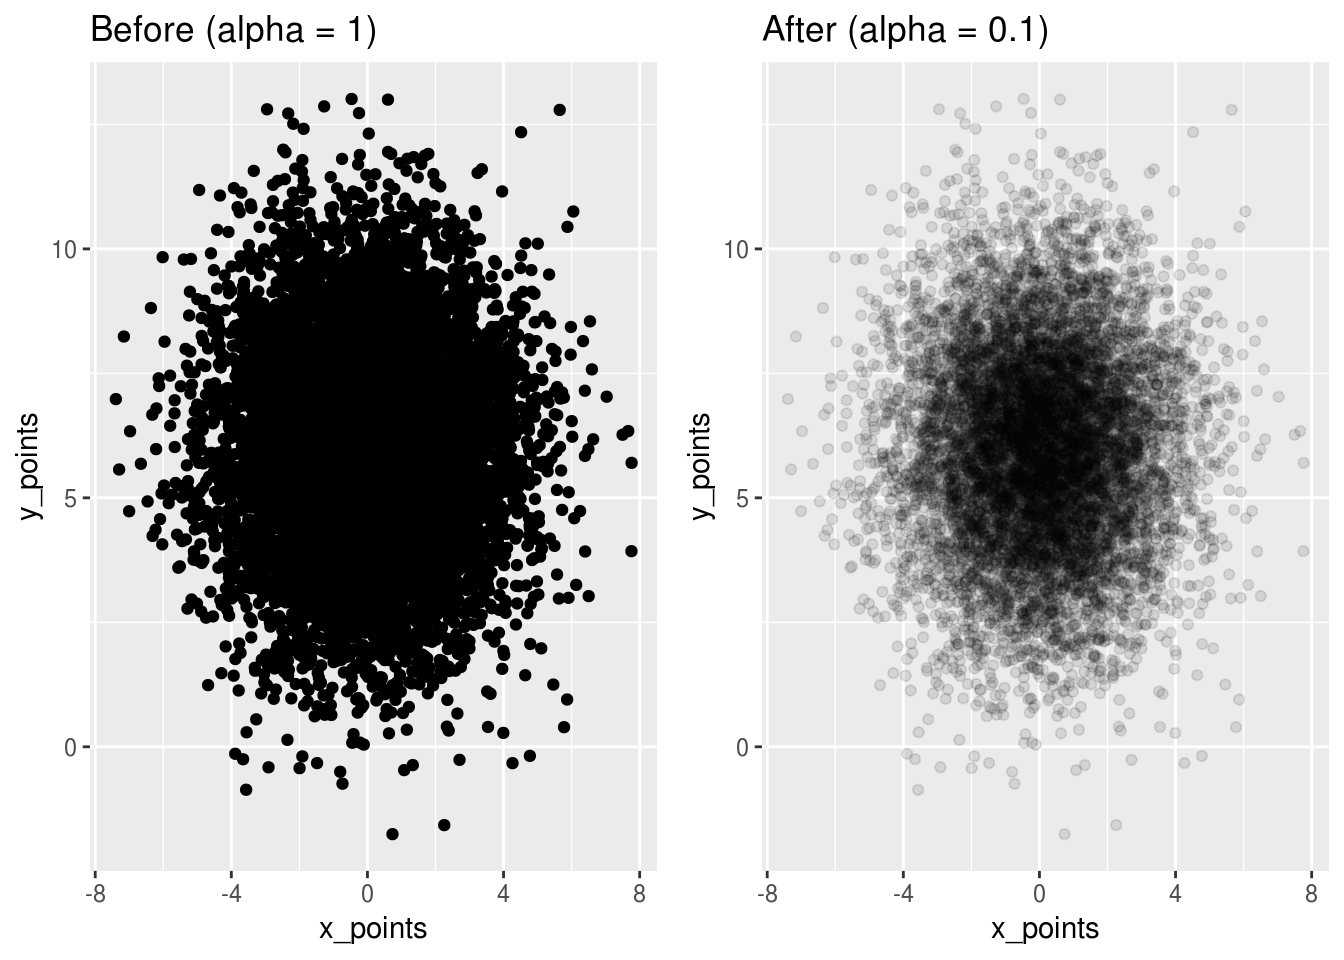 Before (alpha = 1)
y_points
10
5
0
-8 -4 0 4 8
x_points
After (alpha = 0.1)
y_points
10
5
0
-8 -4 0 4 8
x_points